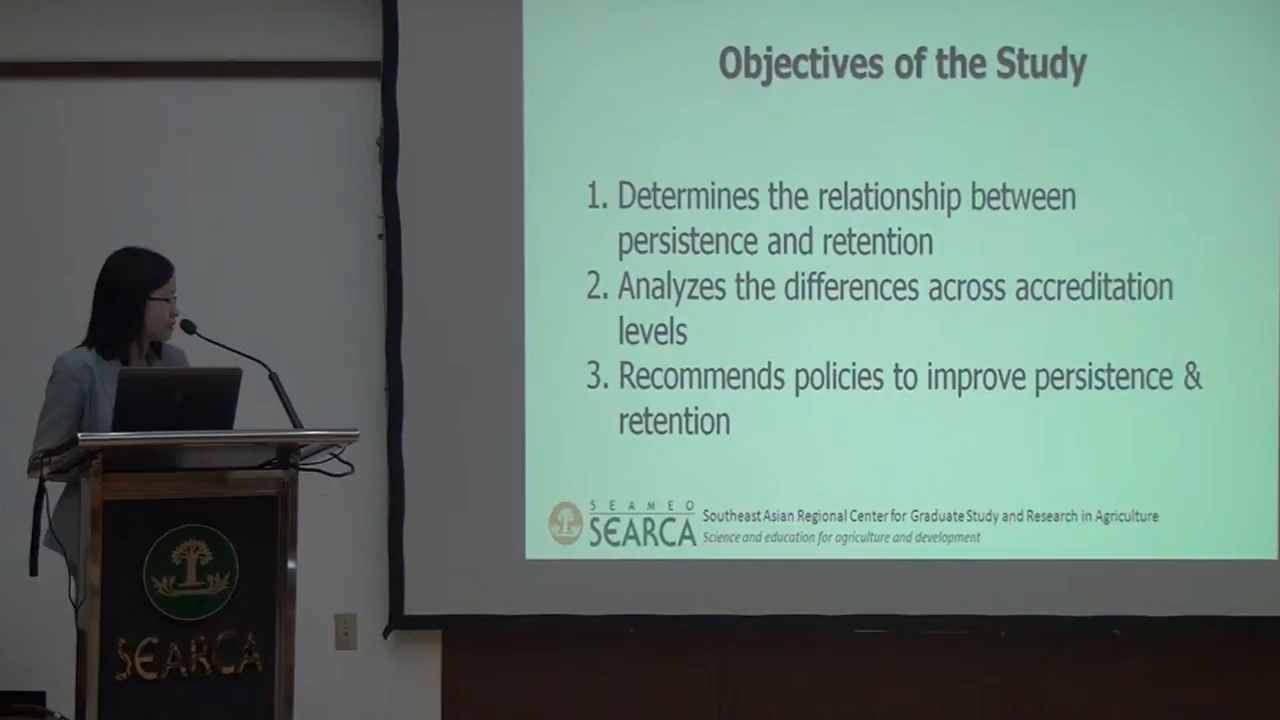 Objectives of the Study
1. Determines the relationship between
persistence and retention
2. Analyzes the differences across accreditation
levels
3. Recommends policies to improve persistence &
retention
SEAMEO
SEARCA
Southeast Asian Regional Center for Graduate Study and Research in Agriculture
Science and education for agriculture and development
SEARCA